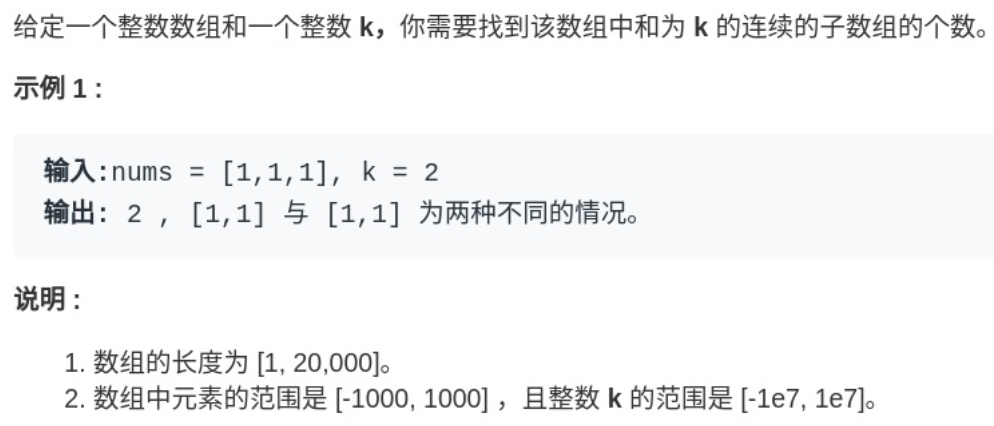 给定一个整数数组和一个整数 k，你需要找到该数组中和为 k 的连续的子数组的个数。
示例 1 :
输入:nums = [1,1,1], k = 2
输出: 2 , [1,1] 与 [1,1] 为两种不同的情况。
说明 :
1. 数组的长度为 [1, 20,000]。
2. 数组中元素的范围是 [-1000, 1000] ，且整数 k 的范围是 [-1e7, 1e7]。